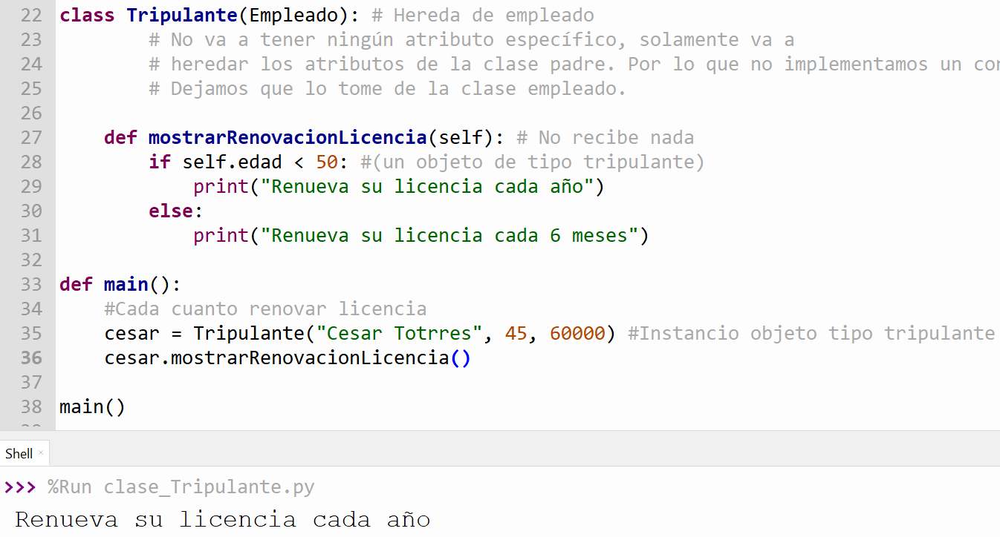 22 class Tripulante(Empleado): # Hereda de empleado
23 # No va a tener ningún atributo específico, solamente va a
24 # heredar los atributos de la clase padre. Por lo que no implementamos un
25 # Dejamos que lo tome de la clase empleado.
26
27 def mostrarRenovacionLicencia(self): # No recibe nada
28 if self.edad < 50: #(un objeto de tipo tripulante)
29 print("Renueva su licencia cada año")
30 else:
31 print("Renueva su licencia cada 6 meses")
32
33 def main():
34 #Cada cuanto renovar licencia
35 cesar = Tripulante("Cesar Totrres", 45, 60000) #Instancio objeto tipo tripulante
36 cesar.mostrarRenovacionLicencia()
37
38 main()
Shell ×
>>> %Run clase_Tripulante.py
Renueva su licencia cada año